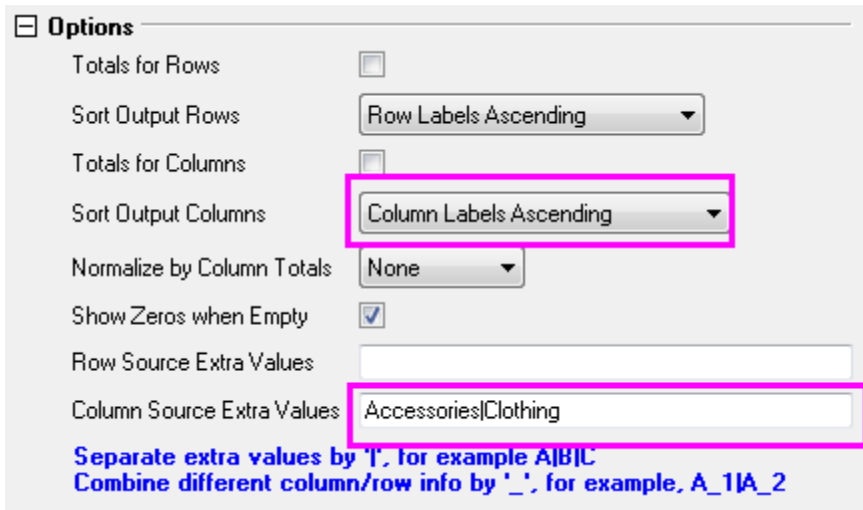 Options
Totals for Rows
Sort Output Rows Row Labels Ascending
Totals for Columns
Sort Output Columns Column Labels Ascending
Normalize by Column Totals None
Show Zeros when Empty
Row Source Extra Values
Column Source Extra Values Accessories|Clothing
Separate extra values by '|', for example A|B|C
Combine different column/row info by '_', for example, A_1|A_2